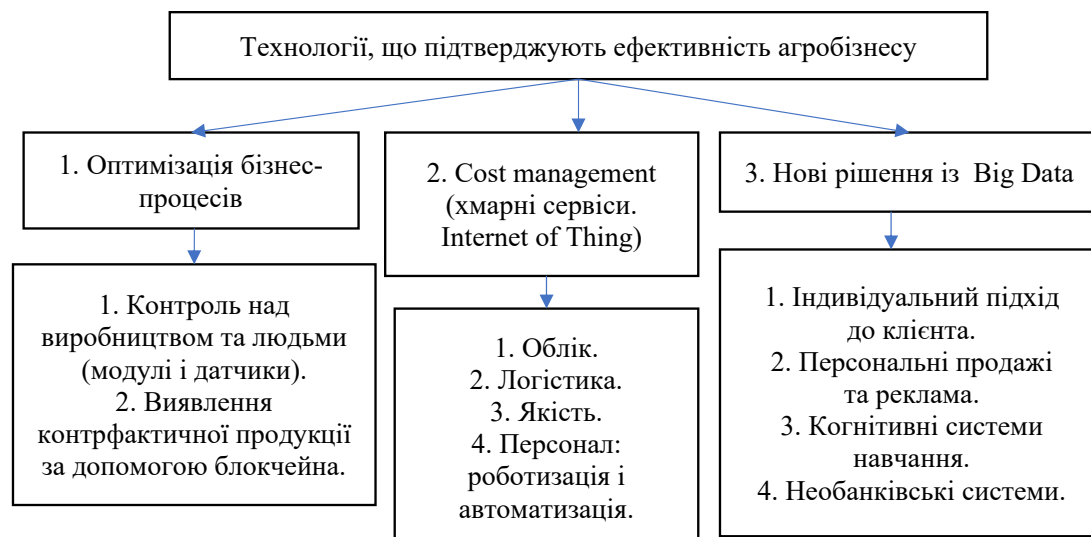 Технології, що підтверджують ефективність агробізнесу
1. Оптимізація бізнес-
процесів
2. Cost management
(хмарні сервіси.
Internet of Thing)
3. Нові рішення із Big Data
1. Контроль над
виробництвом та людьми
(модулі і датчики).
2. Виявлення
контрфактичної продукції
за допомогою блокчейна.
1. Облік.
2. Логістика.
3. Якість.
4. Персонал:
роботизація і
автоматизація.
1. Індивідуальний підхід
до клієнта.
2. Персональні продажі
та реклама.
3. Когнітивні системи
навчання.
4. Необанківські системи.